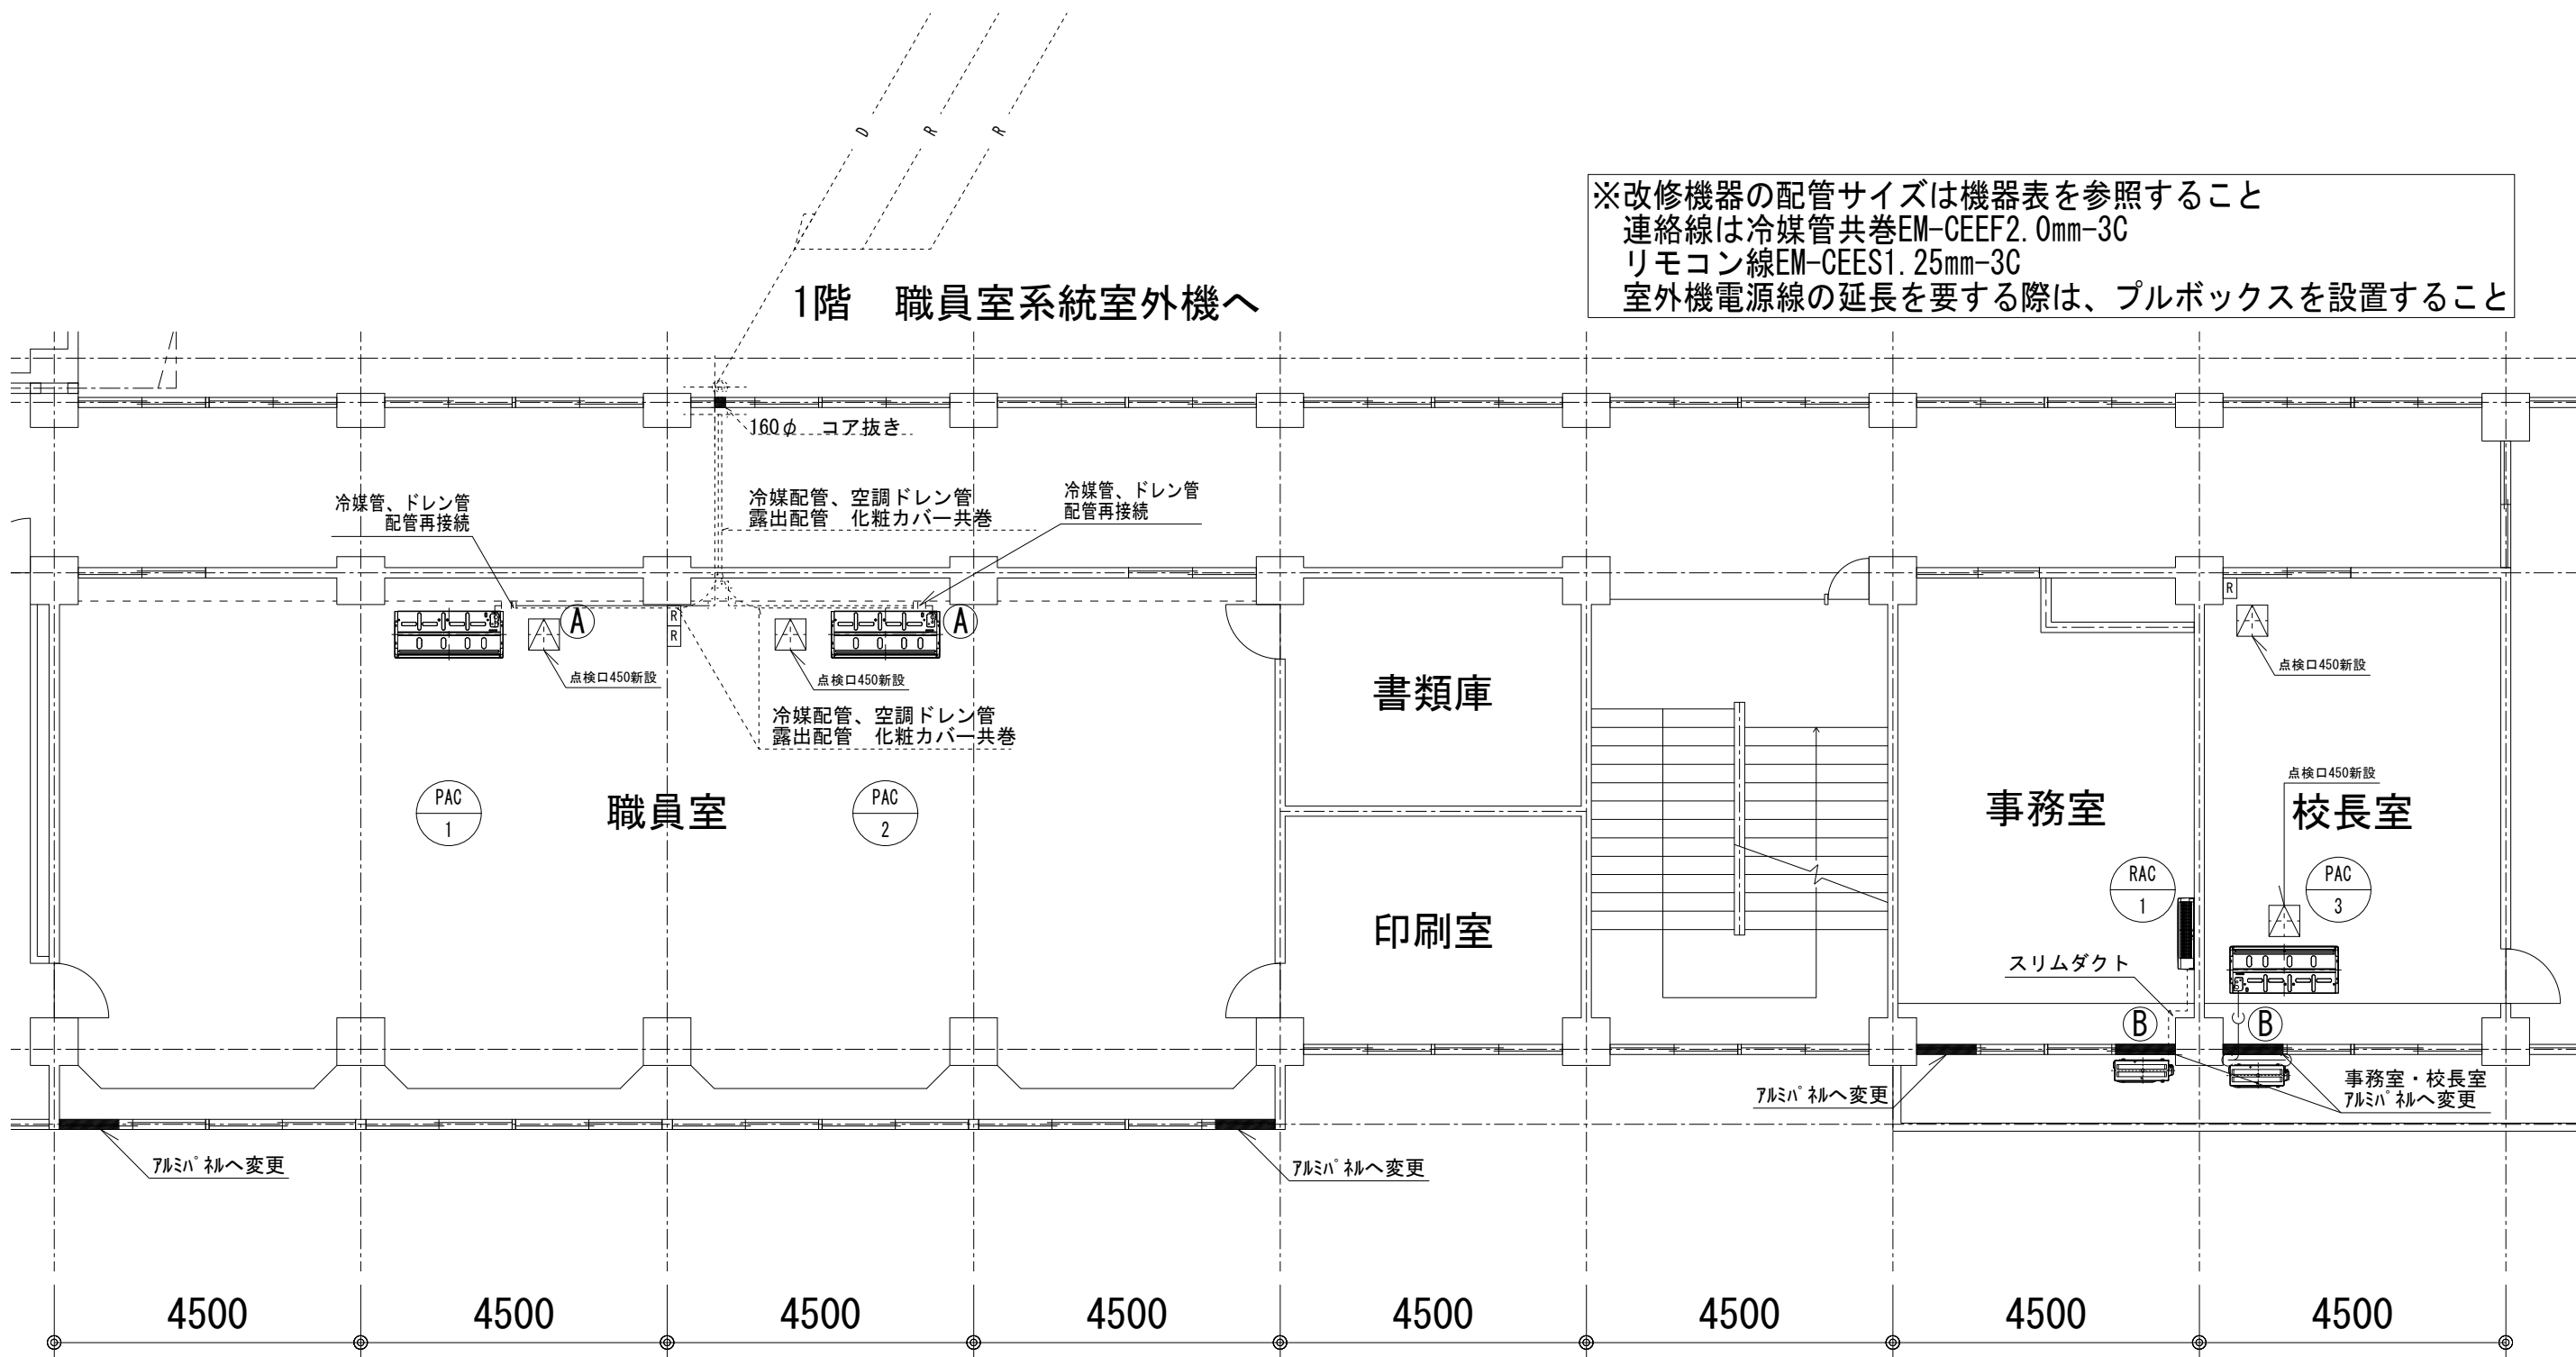 D
R
R
※改修機器の配管サイズは機器表を参照すること
連絡線は冷媒管共巻EM-CEEF2.0mm-3C
リモコン線EM-CEES1.25mm-3C
室外機電源線の延長を要する際は、プルボックスを設置すること
1階　職員室系統室外機へ
160φ　コア抜き
冷媒管、ドレン管
配管再接続
冷媒配管、空調ドレン管
露出配管　化粧カバー共巻
冷媒管、ドレン管
配管再接続
A
R
R
A
R
点検口450新設
点検口450新設
点検口450新設
冷媒配管、空調ドレン管
露出配管　化粧カバー共巻
書類庫
PAC
1
職員室
PAC
2
事務室
点検口450新設
校長室
RAC
1
PAC
3
印刷室
スリムダクト
B
B
ｱﾙﾐﾊﾟﾈﾙへ変更
事務室・校長室
ｱﾙﾐﾊﾟﾈﾙへ変更
ｱﾙﾐﾊﾟﾈﾙへ変更
ｱﾙﾐﾊﾟﾈﾙへ変更
4500
4500
4500
4500
4500
4500
4500
4500